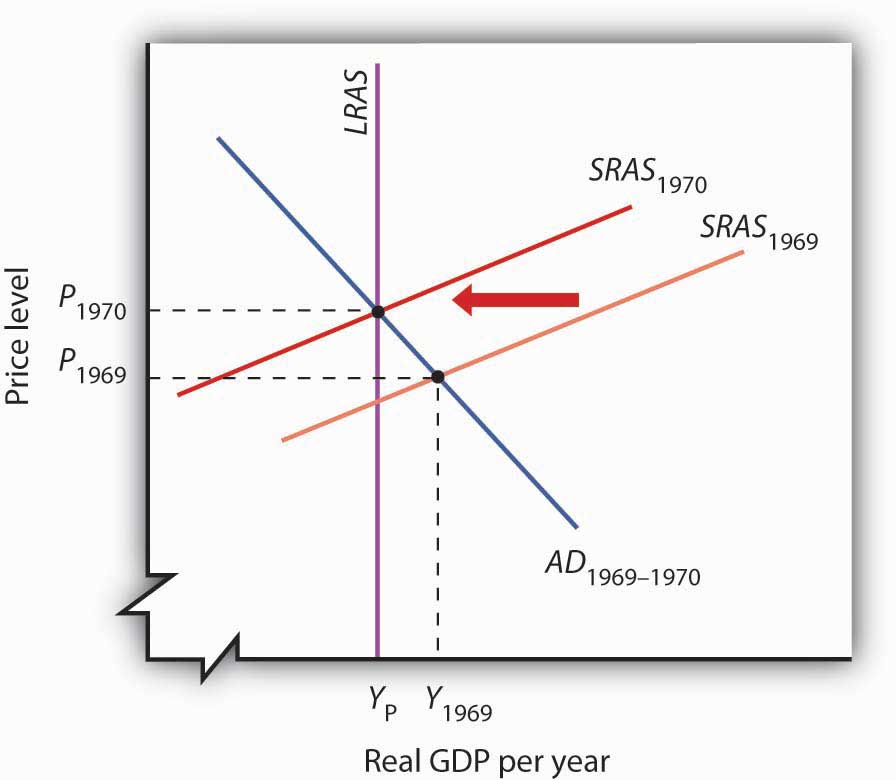 LRAS
SRAS1970
SRAS1969
Price level
P1970
P1969
AD1969–1970
YP
Y1969
Real GDP per year